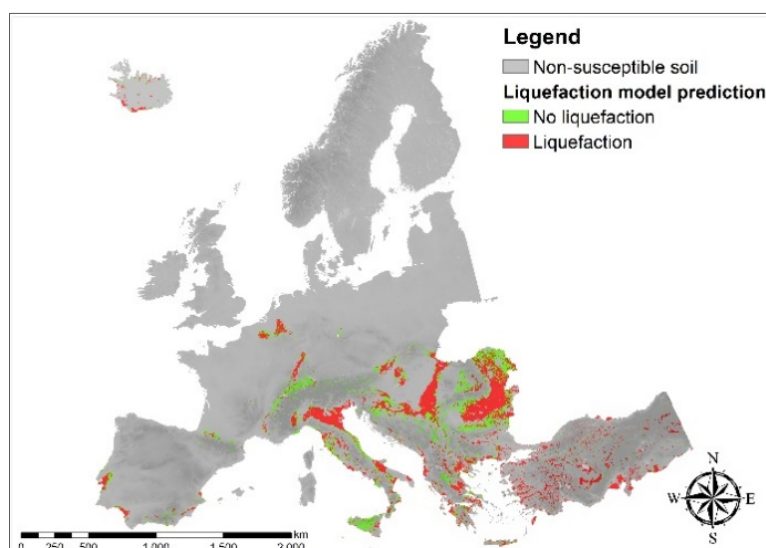 Legend
Non-susceptible soil
Liquefaction model prediction
No liquefaction
Liquefaction
N
W E
S
km
0 250 500 1,000 1,500 2,000